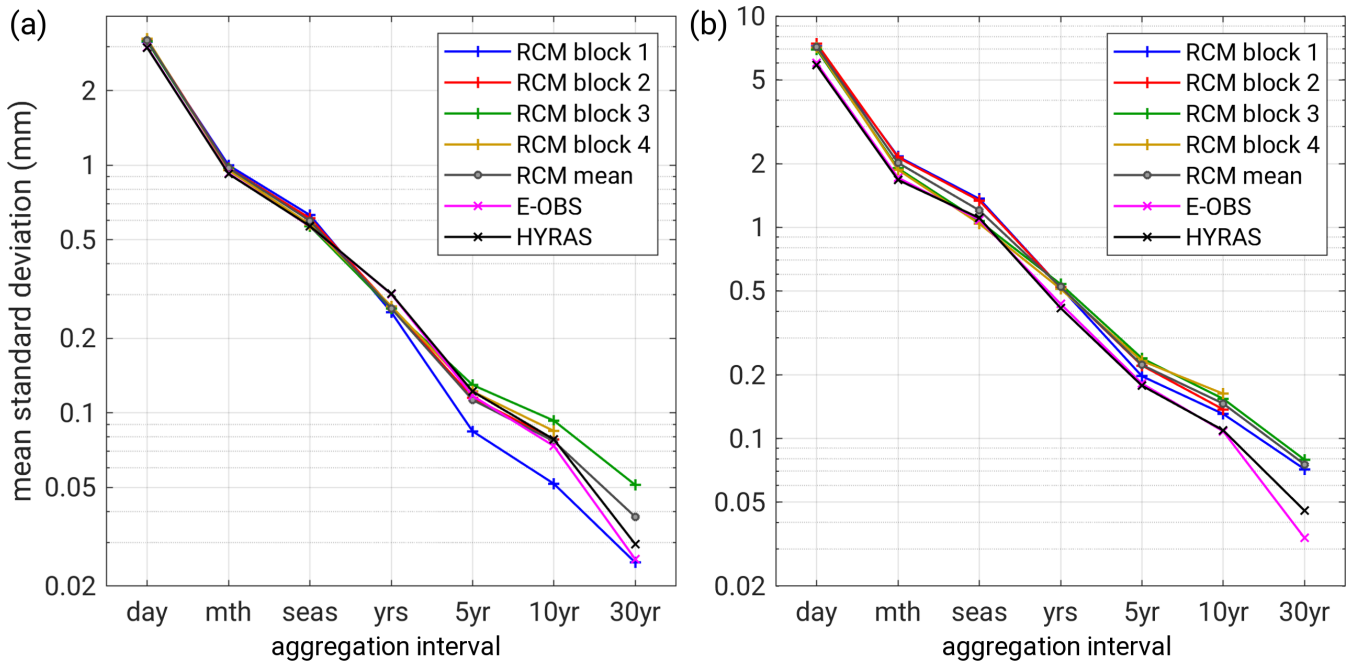 (a)
mean standard deviation (mm)
2
1
0.5
0.2
0.1
0.05
0.02
RCM block 1
RCM block 2
RCM block 3
RCM block 4
RCM mean
E-OBS
HYRAS
day mth seas yrs 5yr 10yr 30yr
aggregation interval
(b)
10
5
2
1
0.5
0.2
0.1
0.05
0.02
RCM block 1
RCM block 2
RCM block 3
RCM block 4
RCM mean
E-OBS
HYRAS
day mth seas yrs 5yr 10yr 30yr
aggregation interval